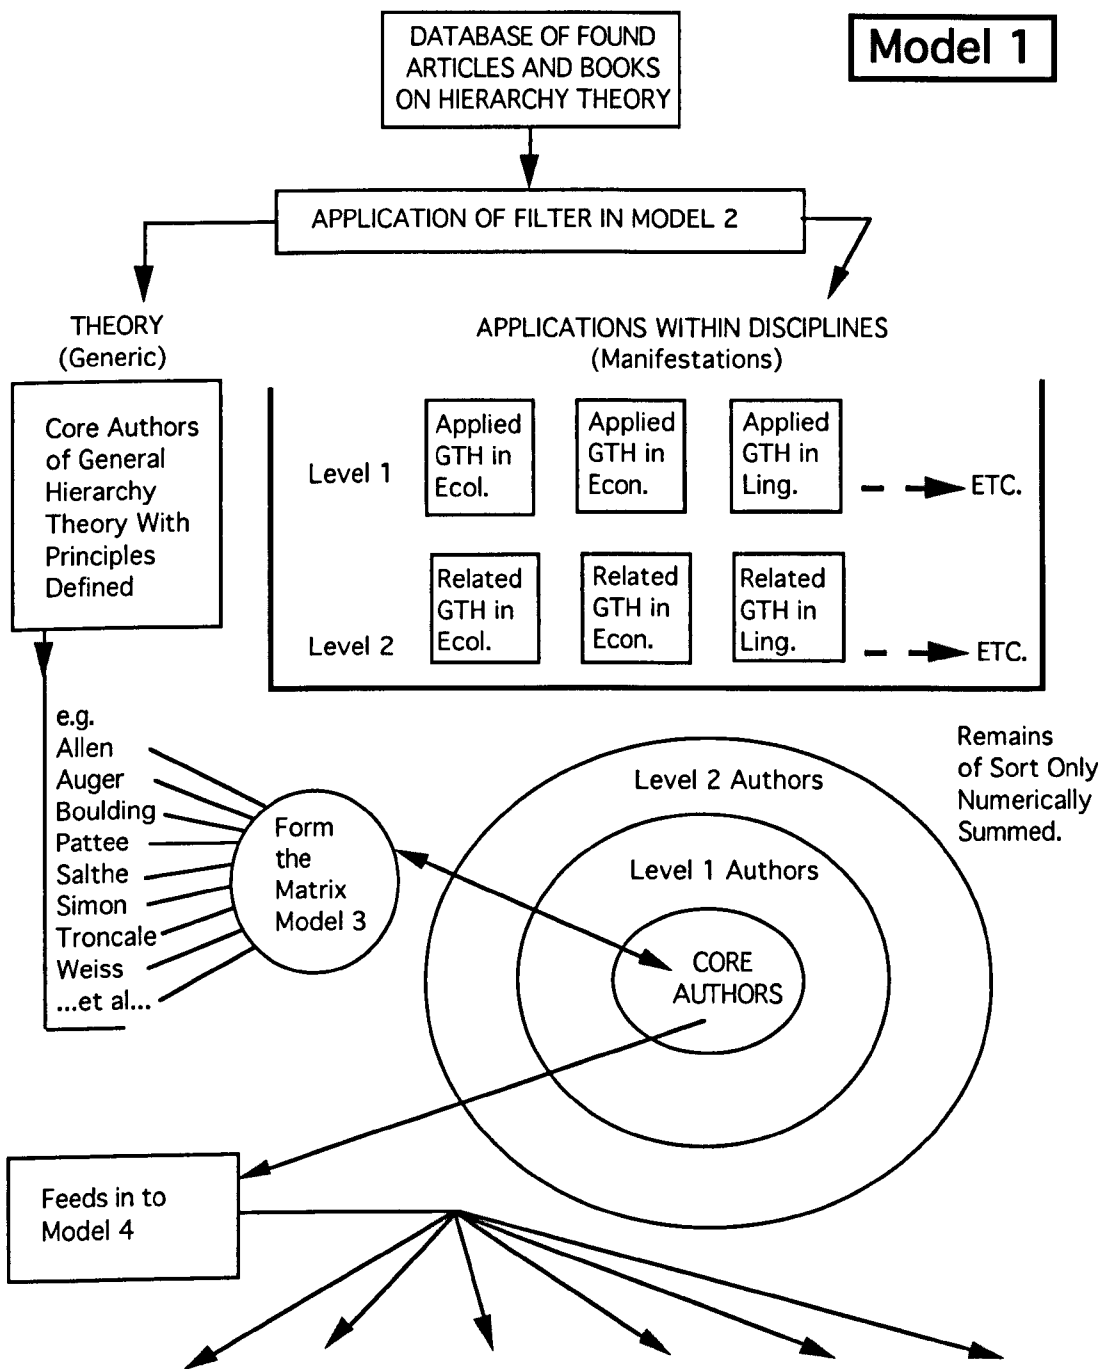 Model 1
DATABASE OF FOUND
ARTICLES AND BOOKS
ON HIERARCHY THEORY
APPLICATION OF FILTER IN MODEL 2
THEORY
(Generic)
APPLICATIONS WITHIN DISCIPLINES
(Manifestations)
Core Authors
of General
Hierarchy
Theory With
Principles
Defined
Level 1
Applied
GTH in
Ecol.
Applied
GTH in
Econ.
Applied
GTH in
Ling.
ETC.
Level 2
Related
GTH in
Ecol.
Related
GTH in
Econ.
Related
GTH in
Ling.
ETC.
e.g.
Allen
Auger
Boulding
Pattee
Salthe
Simon
Troncale
Weiss
...et al...
Form
the
Matrix
Model 3
Level 2 Authors
Level 1 Authors
CORE
AUTHORS
Remains
of Sort Only
Numerically
Summed.
Feeds in to
Model 4